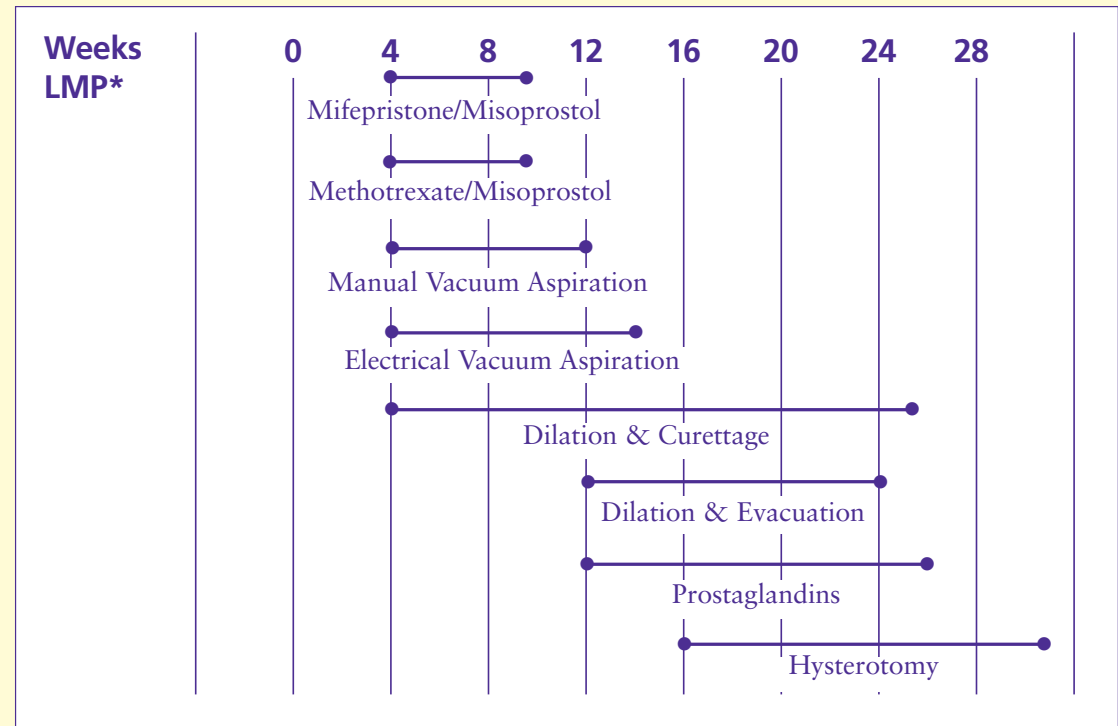 Weeks 0 4 8 12 16 20 24 28
LMP*
Mifepristone/Misoprostol
Methotrexate/Misoprostol
Manual Vacuum Aspiration
Electrical Vacuum Aspiration
Dilation & Curettage
Dilation & Evacuation
Prostaglandins
Hysterotomy